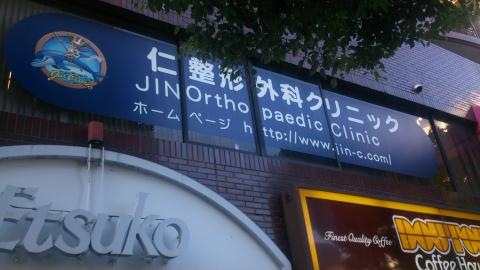 仁整形外科クリニック
JIN Orthopaedic Clinic
ホームページ http://www.jin-c.com/
Etsuko
Finest Quality Coffee
Coffee